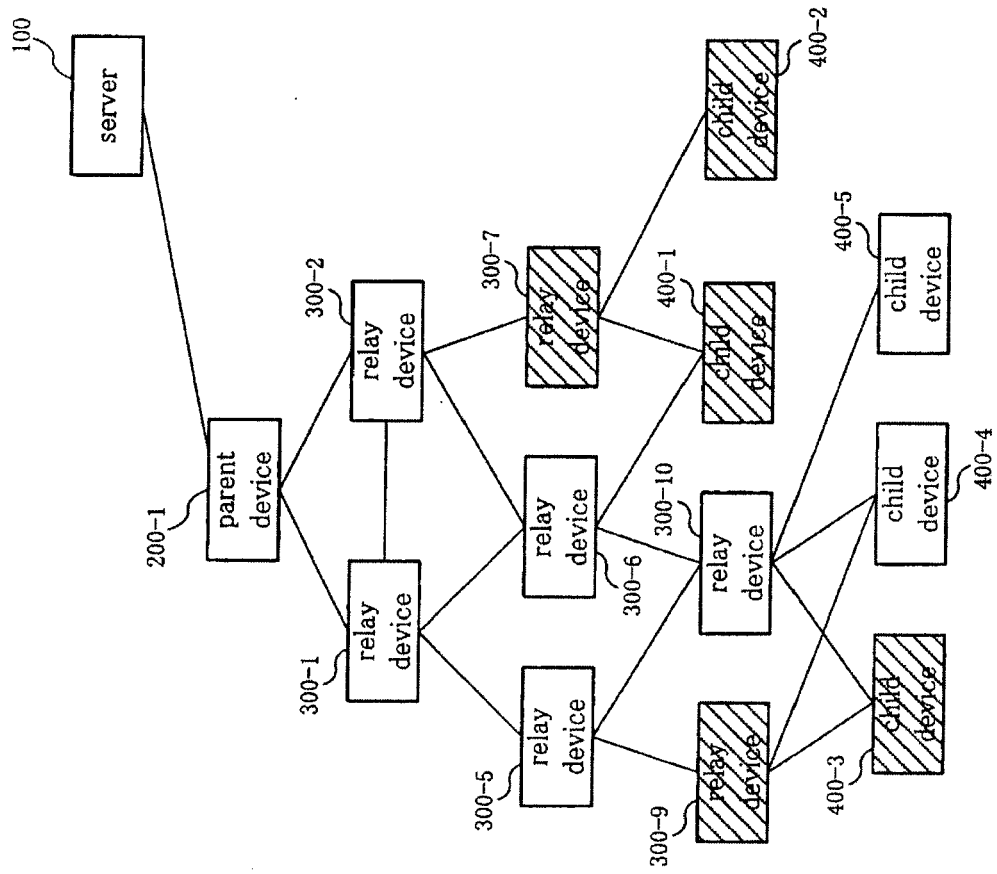 100
server
200-1
parent
device
300-1
relay
device
300-2
relay
device
300-5
relay
device
relay
device
300-6
300-7
relay
device
300-9
relay
device
300-10
relay
device
400-1
child
device
child
device
400-2
400-3
child
device
child
device
400-4
400-5
child
device